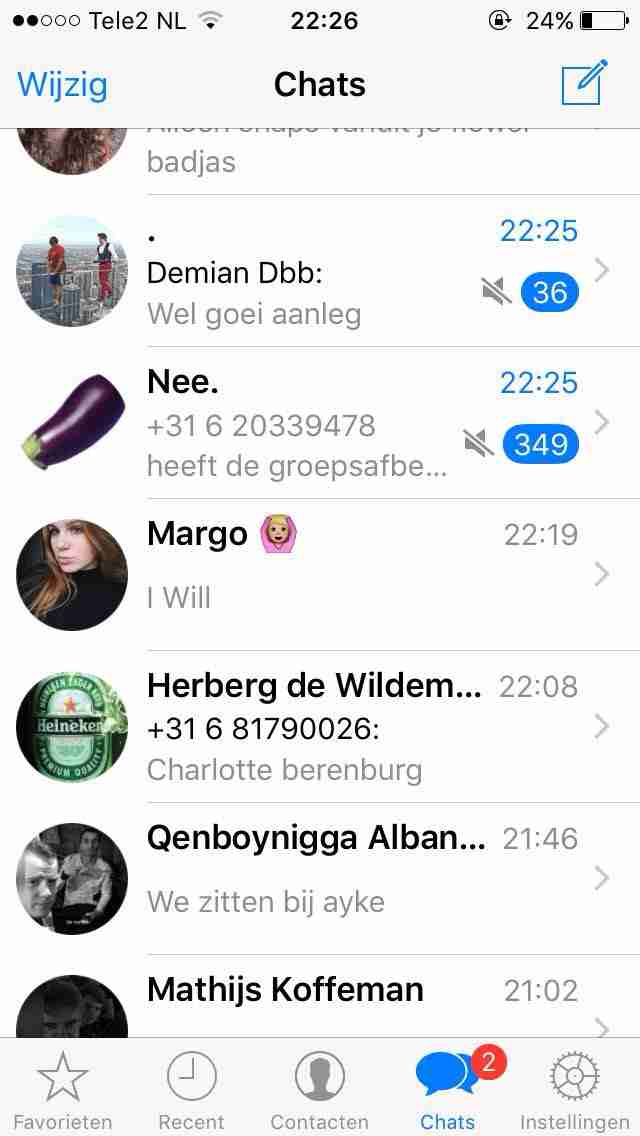 Tele2 NL 22:26 24%
Wijzig Chats
badjas
. 22:25
Demian Dbb:
Wel goei aanleg 36
Nee. 22:25
+31 6 20339478
heeft de groepsafbe... 349
Margo 🙆🏼 22:19
I Will
Herberg de Wildem... 22:08
+31 6 81790026:
Charlotte berenburg
Heineken
PREMIUM QUALITY
Qenboynigga Alban... 21:46
We zitten bij ayke
Mathijs Koffeman 21:02
2
Favorieten Recent Contacten Chats Instellingen